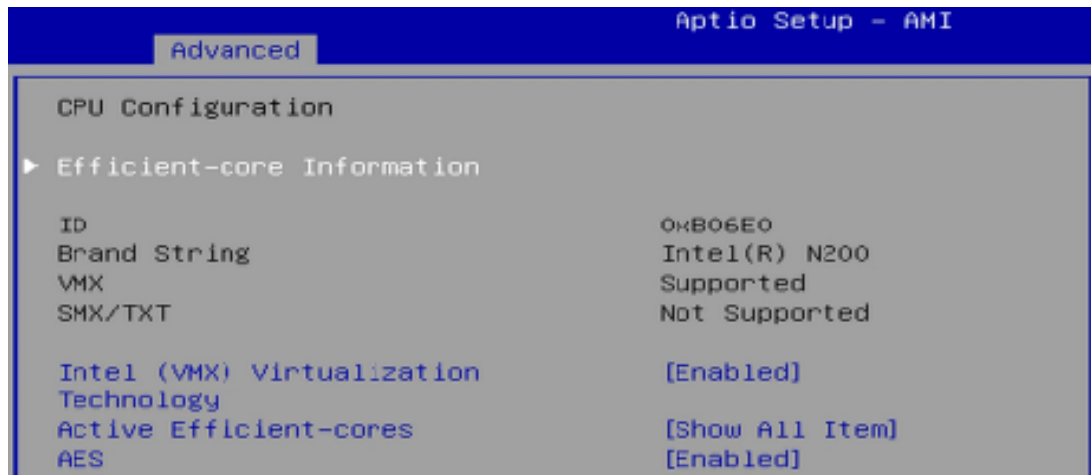 Aptio Setup - AMI
Advanced
CPU Configuration
Efficient-core Information
ID 0xB06E0
Brand String Intel(R) N200
VMX Supported
SMX/TXT Not Supported
Intel (VMX) Virtualization [Enabled]
Technology
Active Efficient-cores [Show All Item]
AES [Enabled]